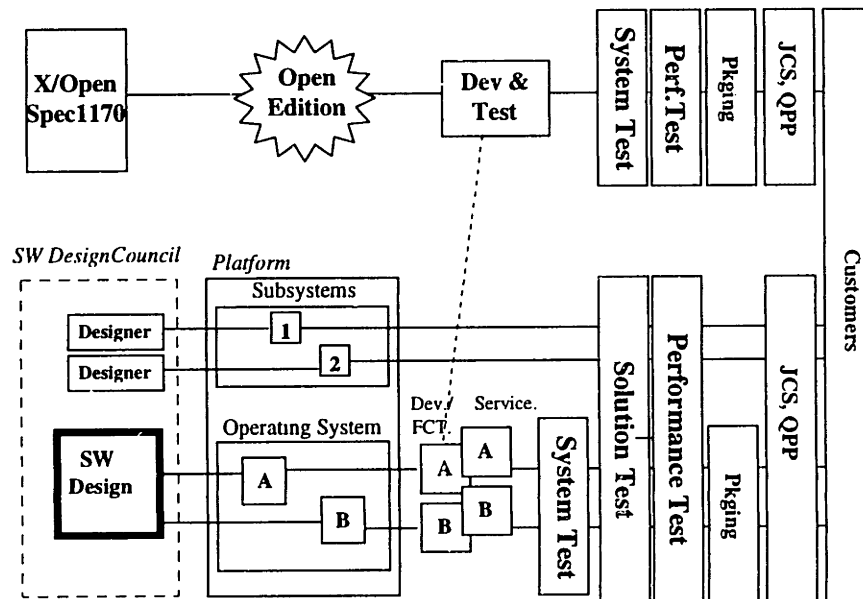 X/Open
Spec1170
Open
Edition
Dev &
Test
System Test
Perf.Test
Pkging
JCS, QPP
Customers
SW DesignCouncil
Platform
Subsystems
Designer
1
Designer
2
Operating System
SW
Design
A
B
Dev./
FCT.
Service.
A
A
B
B
System Test
Solution Test
Performance Test
Pkging
JCS, QPP